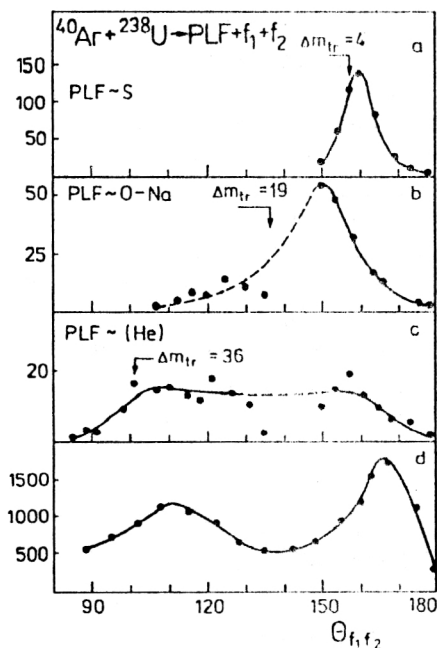 ⁴⁰Ar+²³⁸U→PLF+f₁+f₂ Δm_tr = 4 a
150
100
50
PLF~S
PLF~O-Na Δm_tr = 19 b
50
25
PLF~(He) c
20
Δm_tr = 36
d
1500
1000
500
90 120 150 180
Θ_f₁f₂